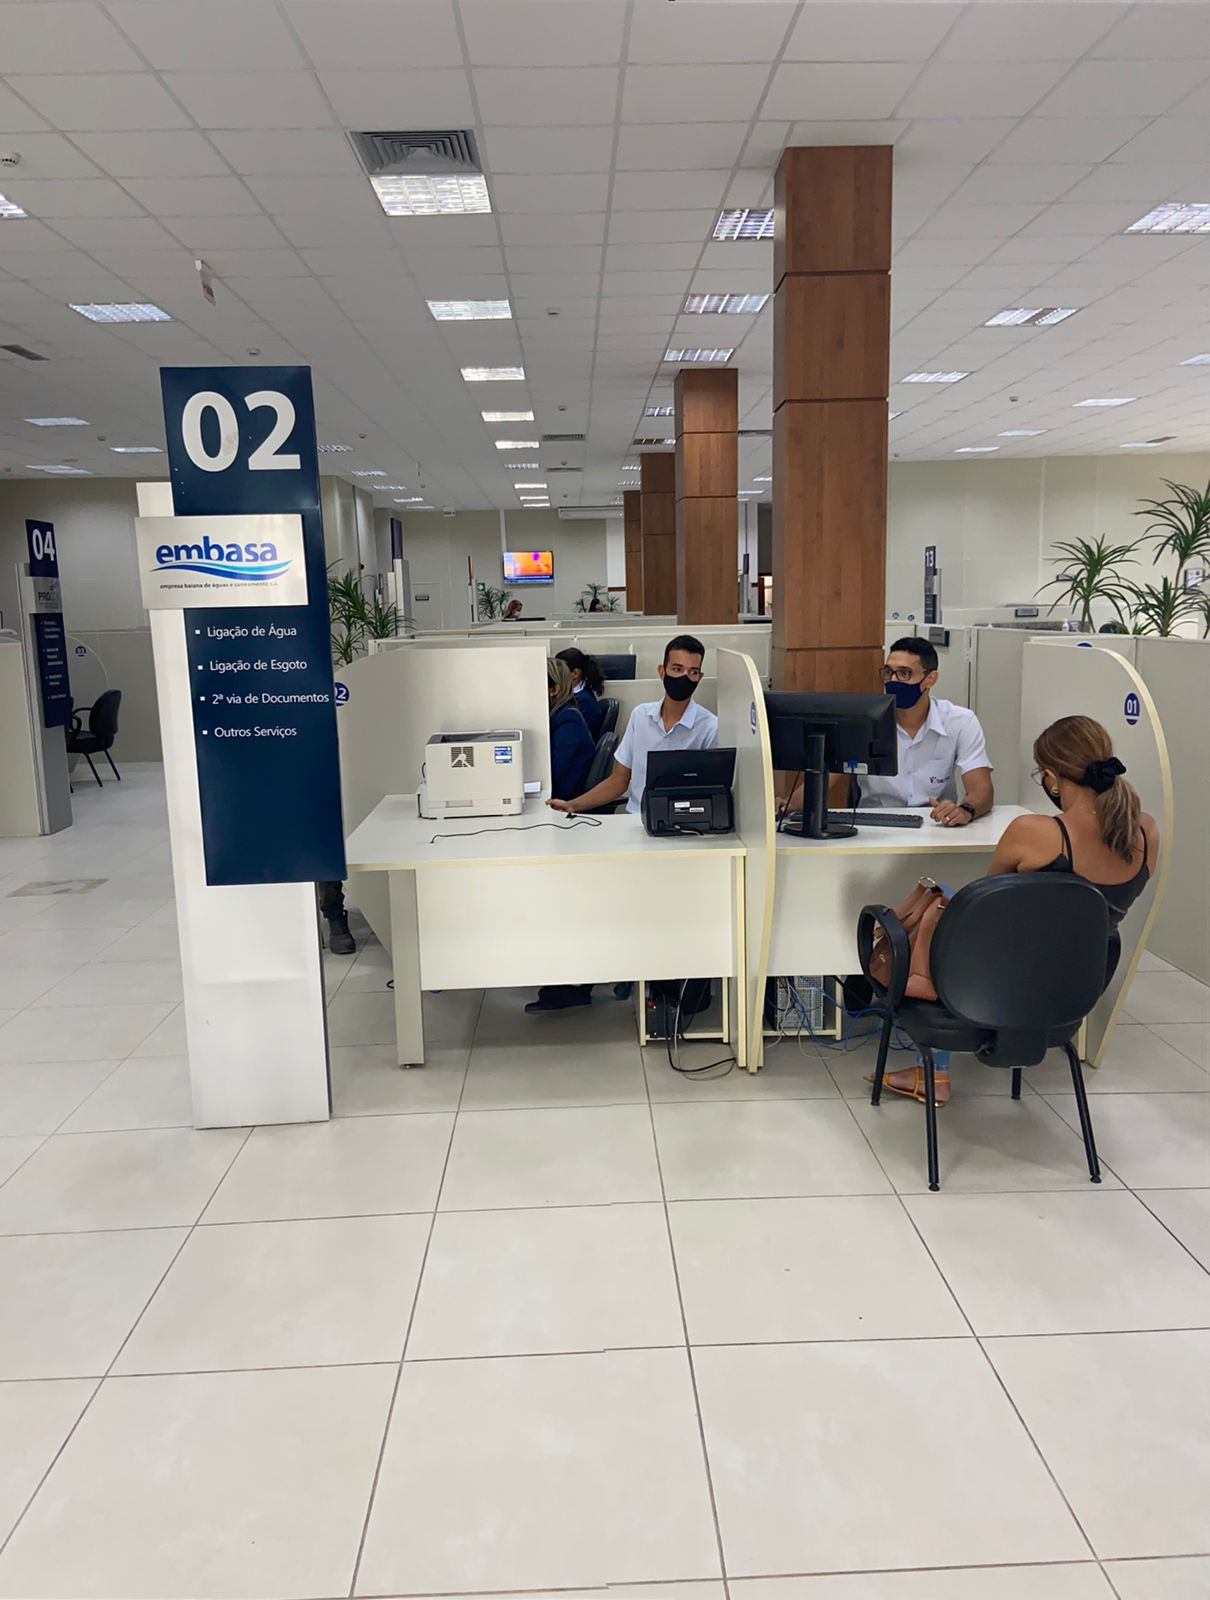 02
embasa
empresa baiana de águas e saneamento s.a.
Ligação de Água
Ligação de Esgoto
2ª via de Documentos
Outros Serviços
04
02
13
01